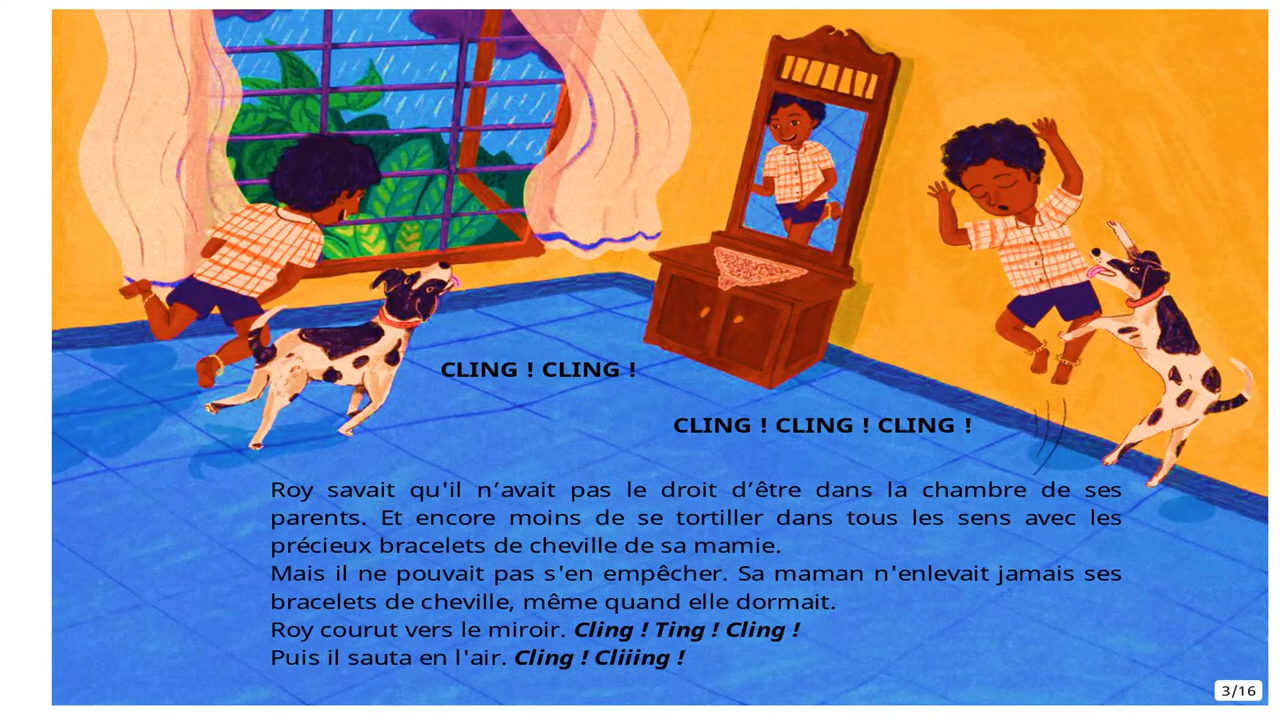 CLING ! CLING !
CLING ! CLING ! CLING !
Roy savait qu'il n’avait pas le droit d’être dans la chambre de ses
parents. Et encore moins de se tortiller dans tous les sens avec les
précieux bracelets de cheville de sa mamie.
Mais il ne pouvait pas s'en empêcher. Sa maman n'enlevait jamais ses
bracelets de cheville, même quand elle dormait.
Roy courut vers le miroir. Cling ! Ting ! Cling !
Puis il sauta en l'air. Cling ! Cliiing !
3/16